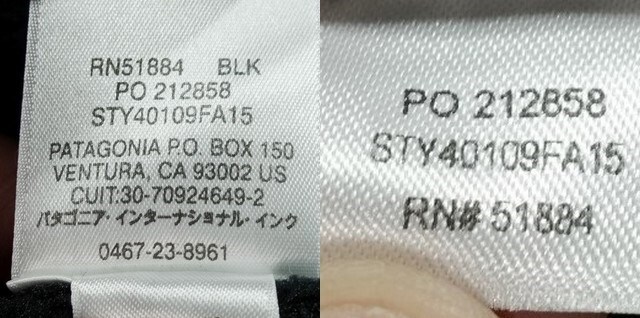 RN51884 BLK
PO 212858
STY40109FA15
PATAGONIA P.O. BOX 150
VENTURA, CA 93002 US
CUIT:30-70924649-2
パタゴニア・インターナショナル・インク
0467-23-8961
PO 212858
STY40109FA15
RN# 51884